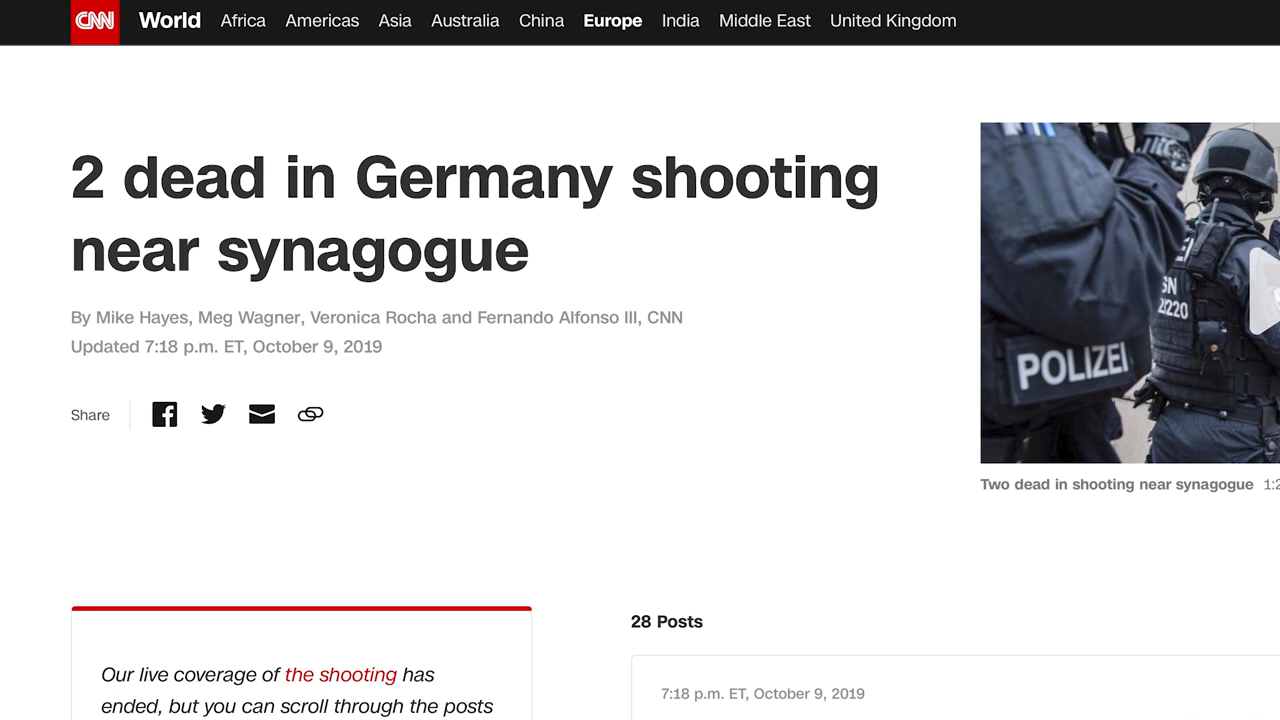 CNN World Africa Americas Asia Australia China Europe India Middle East United Kingdom
2 dead in Germany shooting
near synagogue
By Mike Hayes, Meg Wagner, Veronica Rocha and Fernando Alfonso III, CNN
Updated 7:18 p.m. ET, October 9, 2019
Share
POLIZEI
SN
21220
Two dead in shooting near synagogue
28 Posts
Our live coverage of the shooting has
ended, but you can scroll through the posts
7:18 p.m. ET, October 9, 2019